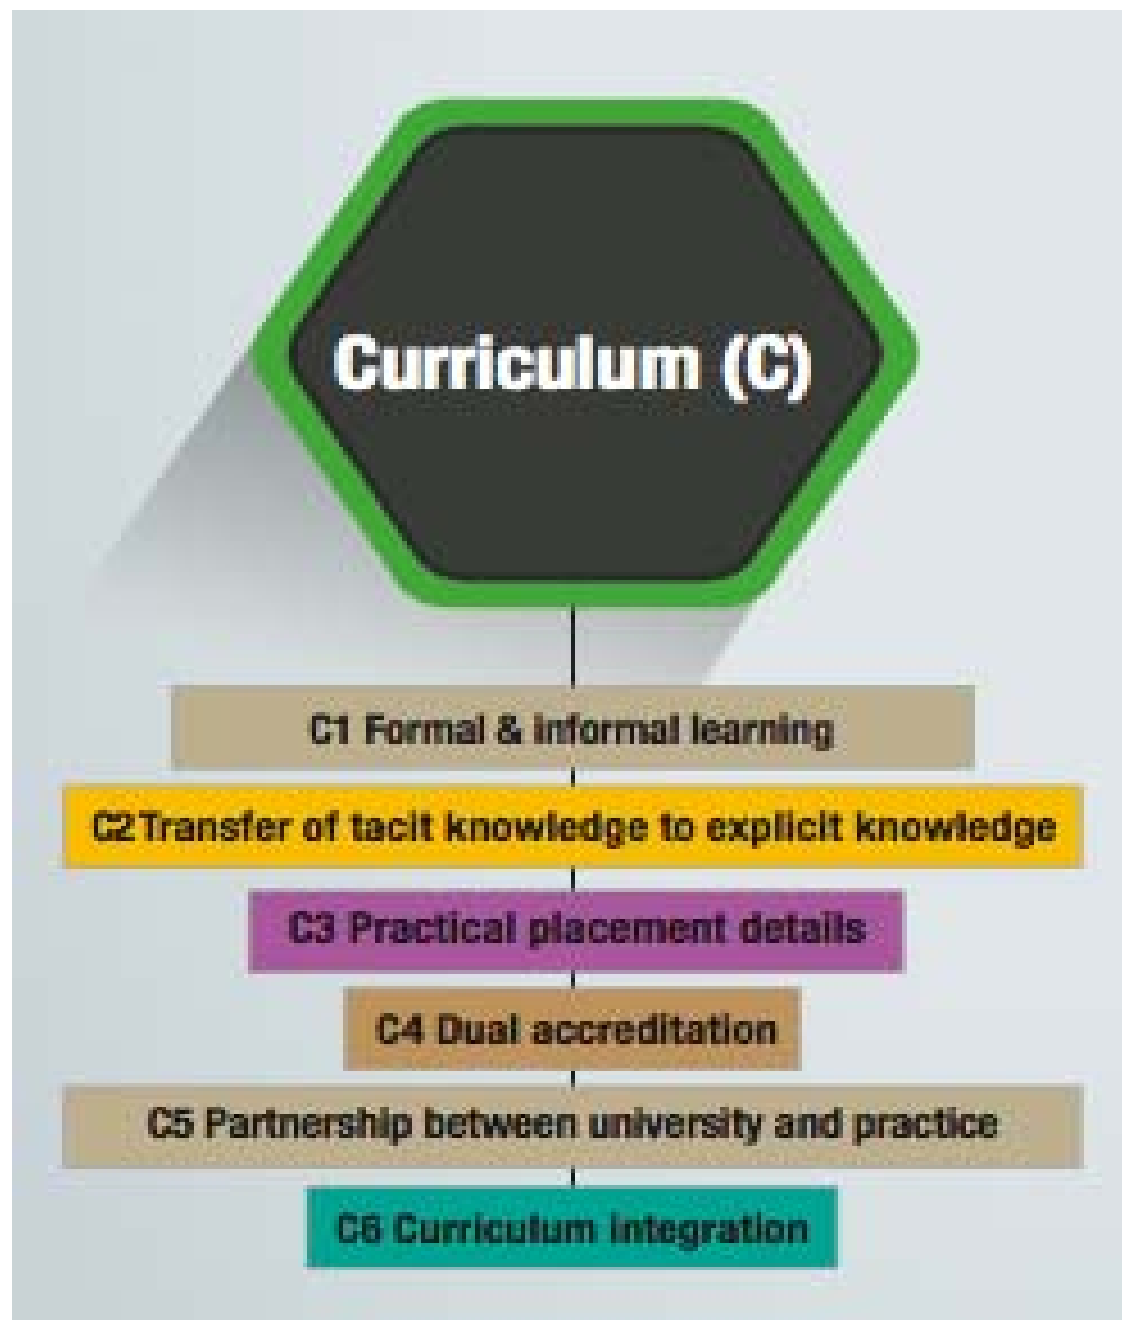 Curriculum (C)
C1 Formal & informal learning
C2 Transfer of tacit knowledge to explicit knowledge
C3 Practical placement details
C4 Dual accreditation
C5 Partnership between university and practice
C6 Curriculum integration